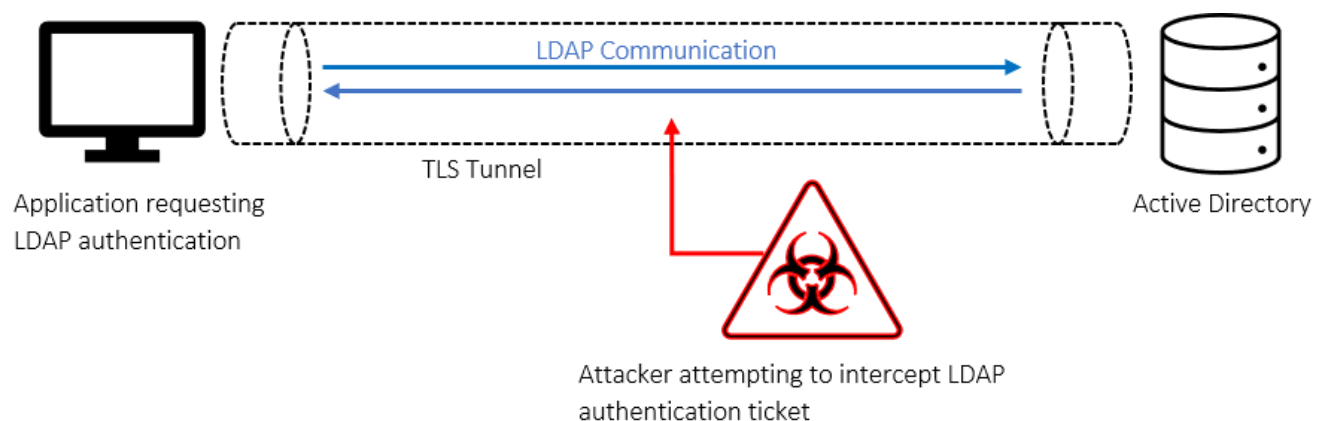 LDAP Communication
TLS Tunnel
Application requesting
LDAP authentication
Active Directory
Attacker attempting to intercept LDAP
authentication ticket